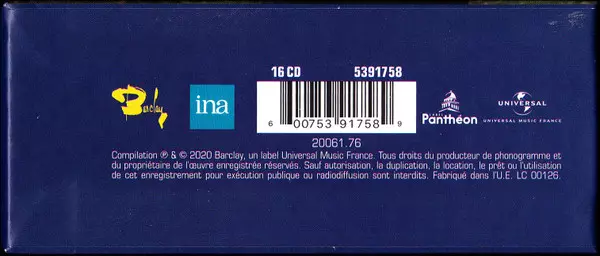 16 CD 5391758
Barclay
ina
6 00753 91758 9
Panthéon
UNIVERSAL
UNIVERSAL MUSIC FRANCE
20061.76
Compilation ℗ & © 2020 Barclay, un label Universal Music France. Tous droits du producteur de phonogramme et
du propriétaire de l'œuvre enregistrée réservés. Sauf autorisation, la duplication, la location, le prêt ou l'utilisation
de cet enregistrement pour exécution publique ou radiodiffusion sont interdits. Fabriqué dans l'U.E. LC 00126.